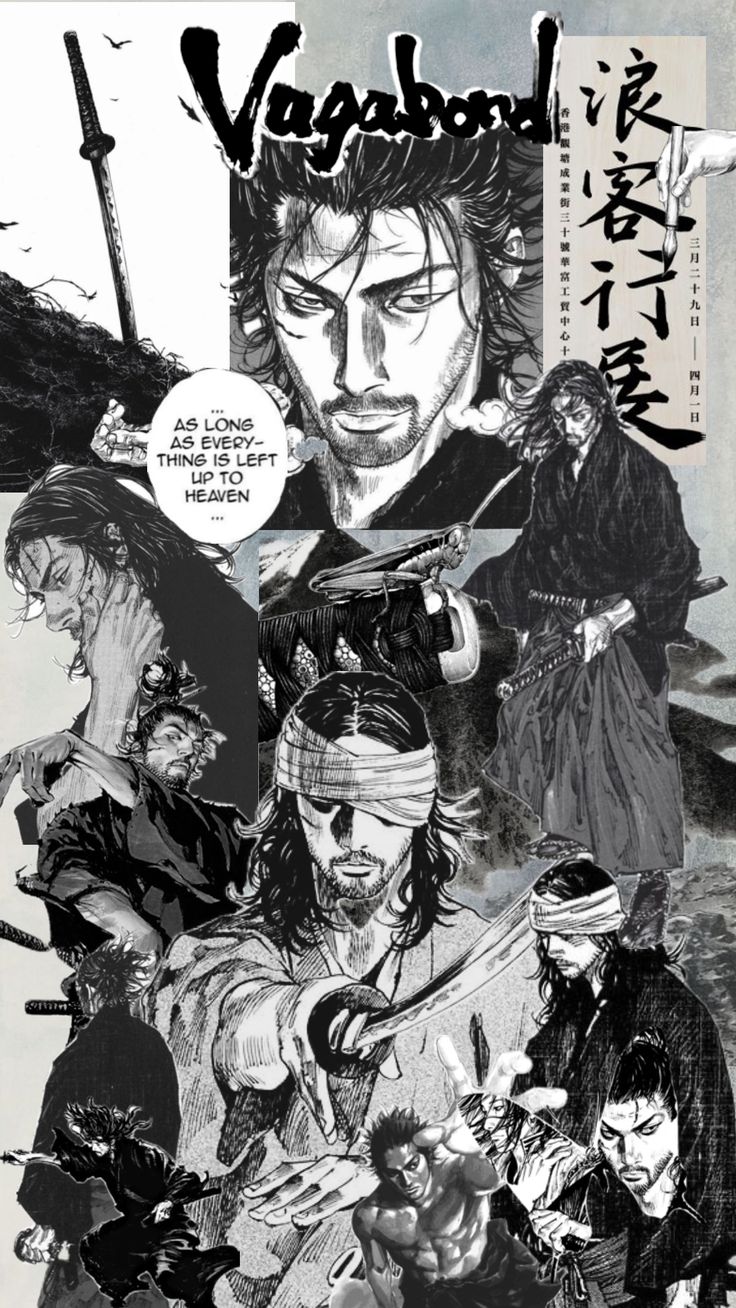 Vagabond
浪客行展
香港觀塘成業街三十號華富工貿中心十
三月二十九日 — 四月一日
...
AS LONG
AS EVERY-
THING IS LEFT
UP TO
HEAVEN
...